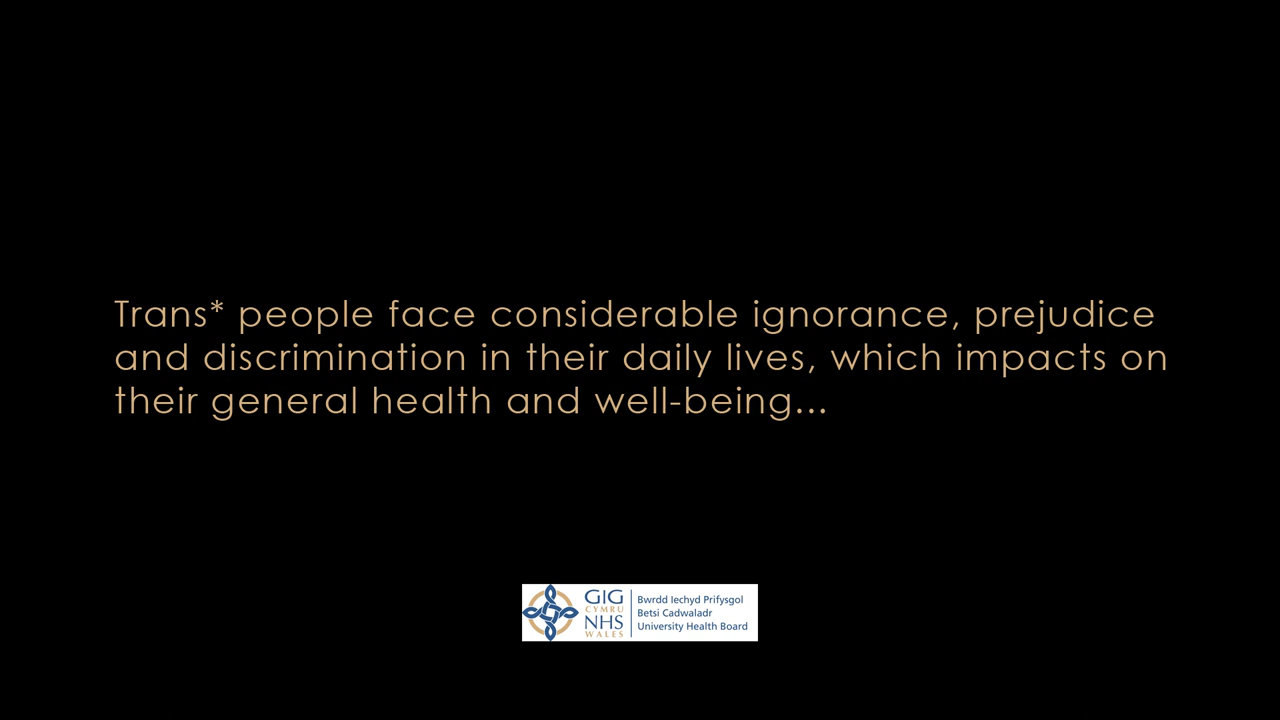 Trans* people face considerable ignorance, prejudice
and discrimination in their daily lives, which impacts on
their general health and well-being...
GIG
CYMRU
NHS
WALES
Bwrdd Iechyd Prifysgol
Betsi Cadwaladr
University Health Board